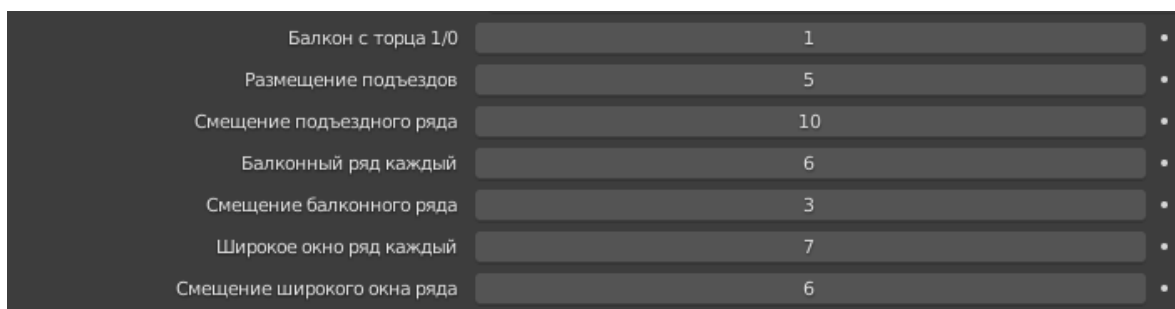 Балкон с торца 1/0 1
Размещение подъездов 5
Смещение подъездного ряда 10
Балконный ряд каждый 6
Смещение балконного ряда 3
Широкое окно ряд каждый 7
Смещение широкого окна ряда 6